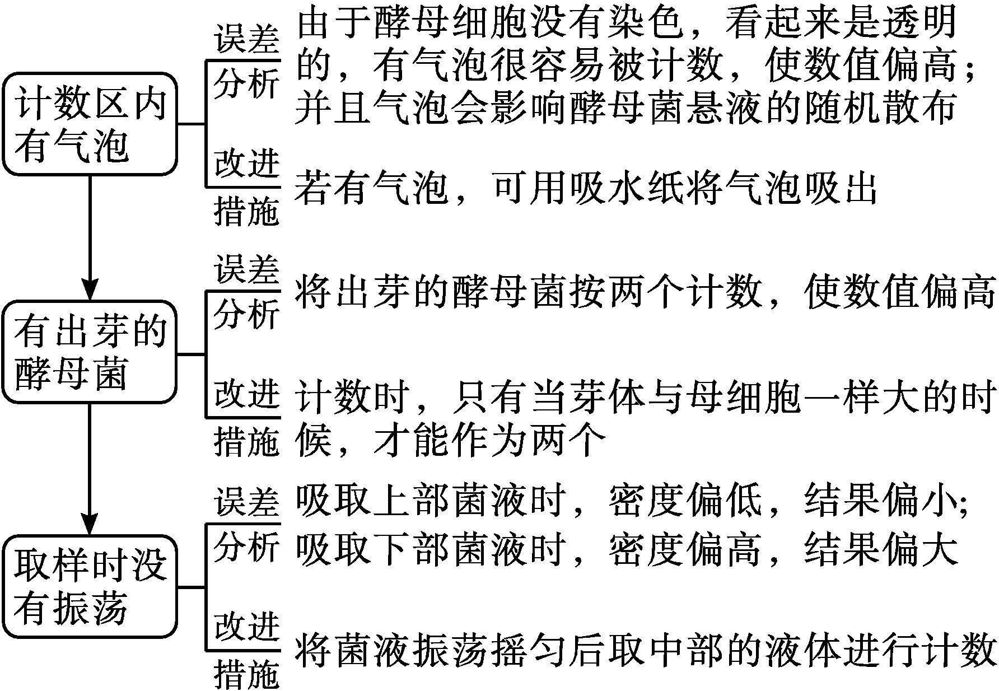 计数区内
有气泡
误差
分析
由于酵母细胞没有染色，看起来是透明
的，有气泡很容易被计数，使数值偏高；
并且气泡会影响酵母菌悬液的随机散布
改进
措施
若有气泡，可用吸水纸将气泡吸出
有出芽的
酵母菌
误差
分析
将出芽的酵母菌按两个计数，使数值偏高
改进
措施
计数时，只有当芽体与母细胞一样大的时
候，才能作为两个
取样时没
有振荡
误差
分析
吸取上部菌液时，密度偏低，结果偏小；
吸取下部菌液时，密度偏高，结果偏大
改进
措施
将菌液振荡摇匀后取中部的液体进行计数